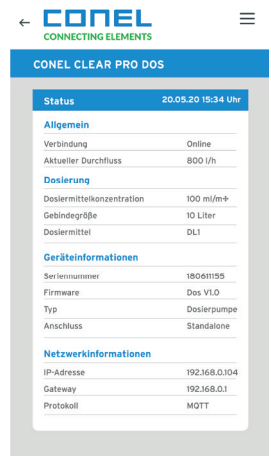 CONEL
CONNECTING ELEMENTS
CONEL CLEAR PRO DOS
Status 20.05.20 15:34 Uhr
Allgemein
Verbindung Online
Aktueller Durchfluss 800 l/h
Dosierung
Dosiermittelkonzentration 100 ml/m÷
Gebindegröße 10 Liter
Dosiermittel DL1
Geräteinformationen
Seriennummer 180611155
Firmware Dos V1.0
Typ Dosierpumpe
Anschluss Standalone
Netzwerkinformationen
IP-Adresse 192.168.0.104
Gateway 192.168.0.1
Protokoll MQTT